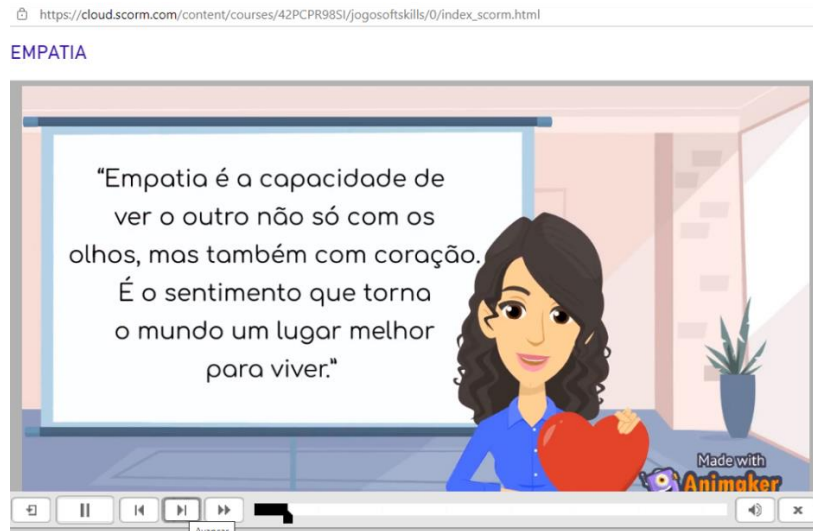 https://cloud.scorm.com/content/courses/42PCPR98SI/jogosoftskills/0/index_scorm.html
EMPATIA
“Empatia é a capacidade de
ver o outro não só com os
olhos, mas também com coração.
É o sentimento que torna
o mundo um lugar melhor
para viver.”
Made with
Animaker